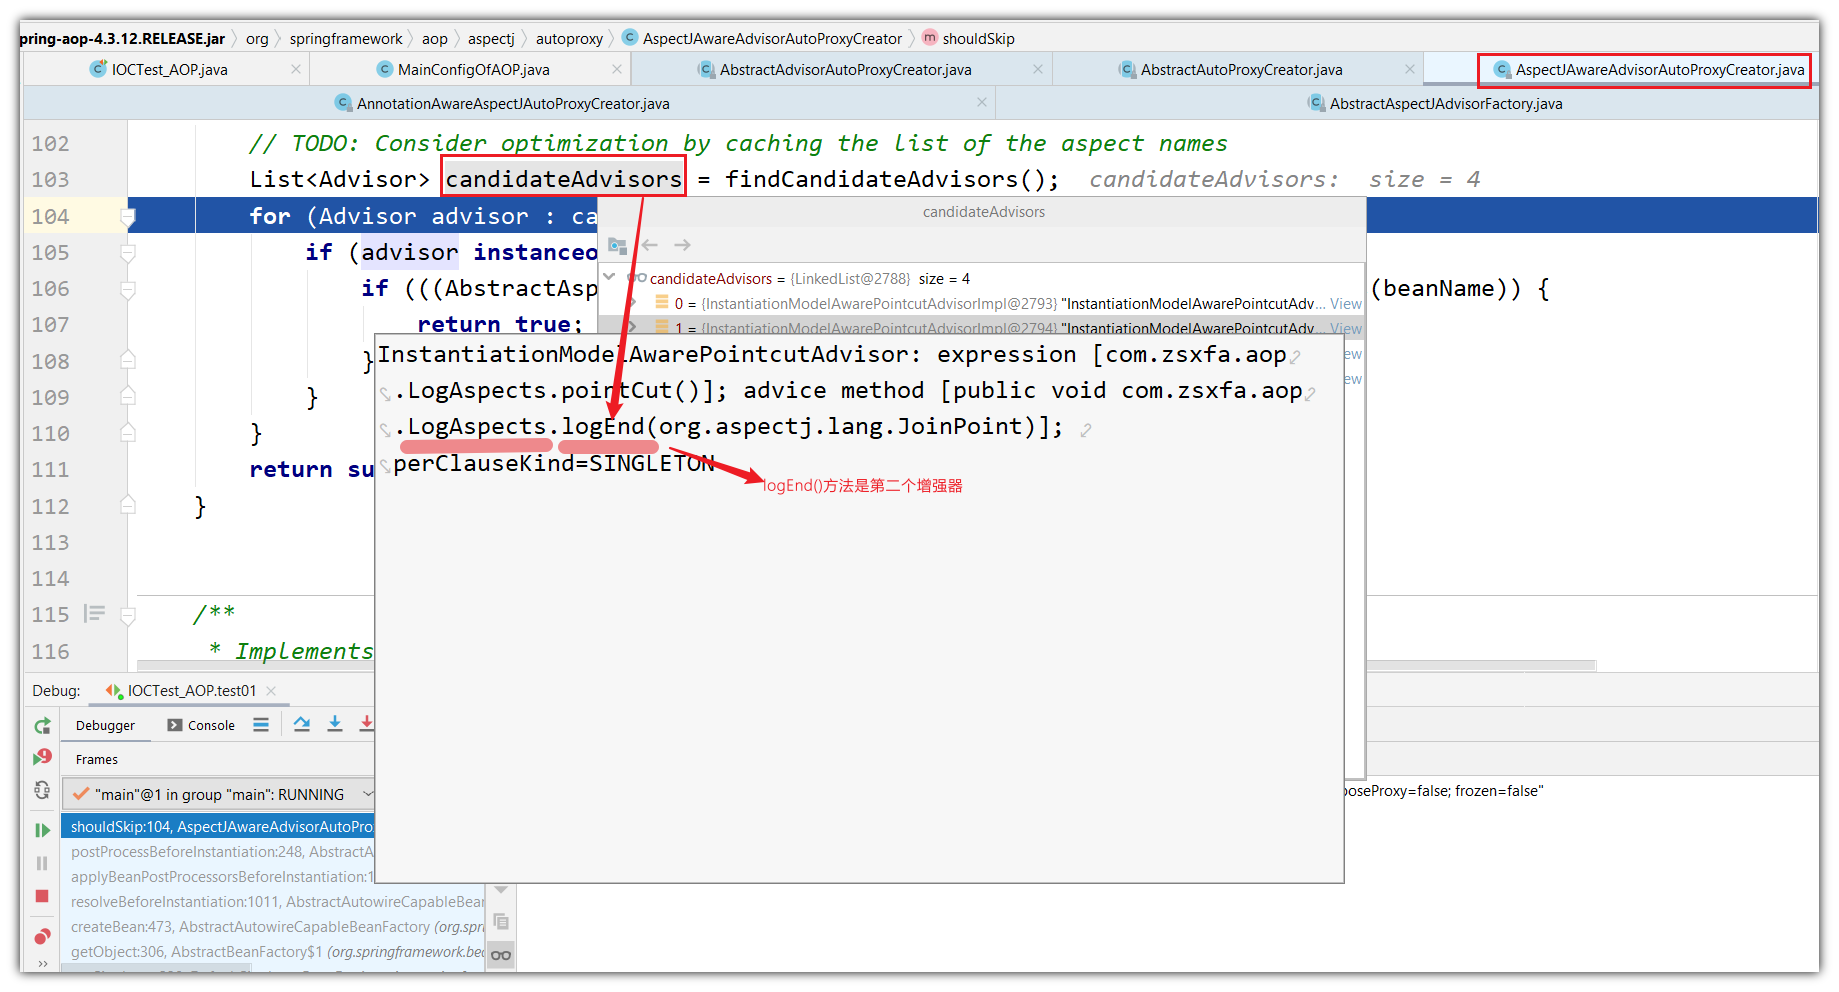 pring-aop-4.3.12.RELEASE.jar org springframework aop aspectj autoproxy AspectJAwareAdvisorAutoProxyCreator shouldSkip
IOCTest_AOP.java MainConfigOfAOP.java AbstractAdvisorAutoProxyCreator.java AbstractAutoProxyCreator.java AspectJAwareAdvisorAutoProxyCreator.java
AnnotationAwareAspectJAutoProxyCreator.java AbstractAspectJAdvisorFactory.java
102 // TODO: Consider optimization by caching the list of the aspect names
103 List<Advisor> candidateAdvisors = findCandidateAdvisors(); candidateAdvisors: size = 4
104 for (Advisor advisor : ca
105 if (advisor instanceo
106 if (((AbstractAsp (beanName)) {
107 return true;
108 }
109 }
110 }
111 return su
112 }
113
114
115 /**
116 * Implements
candidateAdvisors
candidateAdvisors = {LinkedList@2788} size = 4
0 = {InstantiationModelAwarePointcutAdvisorImpl@2793} "InstantiationModelAwarePointcutAdv... View
1 = {InstantiationModelAwarePointcutAdvisorImpl@2794} "InstantiationModelAwarePointcutAdv... View
ew
ew
InstantiationModelAwarePointcutAdvisor: expression [com.zsxfa.aop
.LogAspects.pointCut()]; advice method [public void com.zsxfa.aop
.LogAspects.logEnd(org.aspectj.lang.JoinPoint)];
perClauseKind=SINGLETON
logEnd()方法是第二个增强器
Debug: IOCTest_AOP.test01
Debugger Console
Frames
"main"@1 in group "main": RUNNING
oseProxy=false; frozen=false"
shouldSkip:104, AspectJAwareAdvisorAutoPro
postProcessBeforeInstantiation:248, AbstractA
applyBeanPostProcessorsBeforeInstantiation:1
resolveBeforeInstantiation:1011, AbstractAutowireCapableBean
createBean:473, AbstractAutowireCapableBeanFactory (org.spri
getObject:306, AbstractBeanFactory$1 (org.springframework.bea